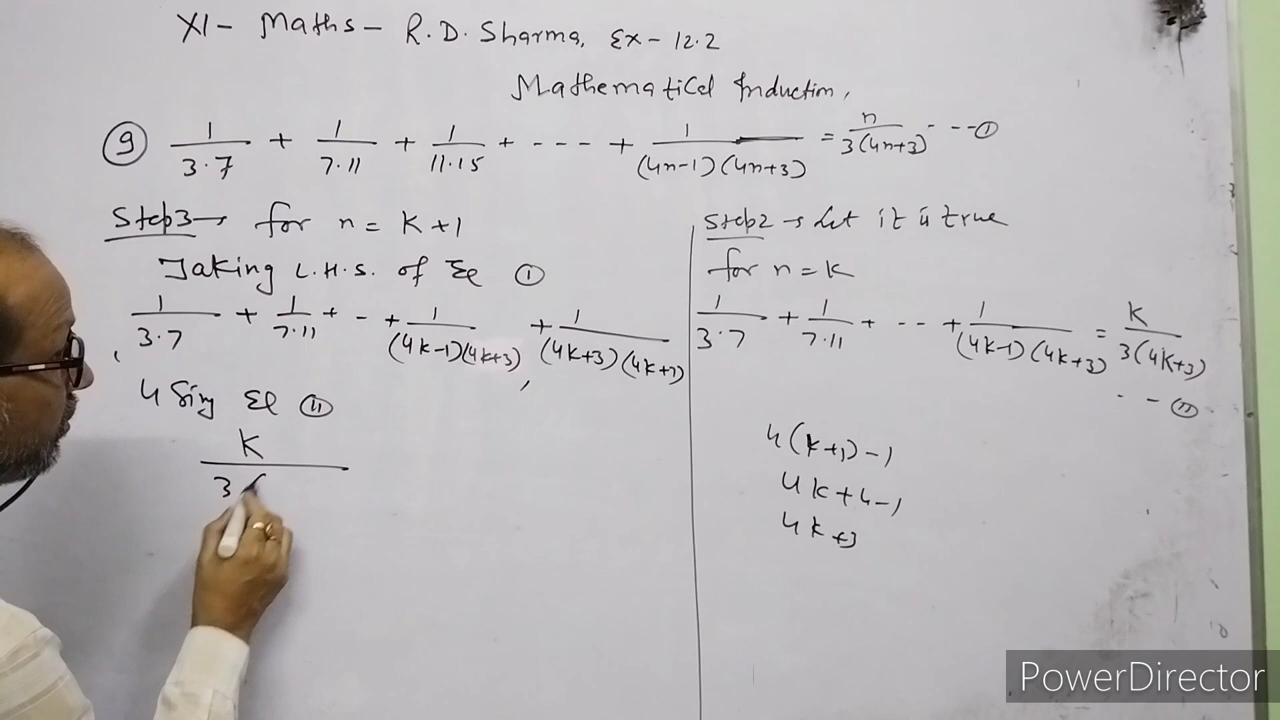 XI - Maths - R.D. Sharma, Ex - 12.2
Mathematical Induction,
9 1/(3·7) + 1/(7·11) + 1/(11·15) + - - - - + 1/((4n-1)(4n+3)) = n/(3(4n+3)) - - - ①
Step3 → for n = K+1
Taking L.H.S. of Eq ①
1/(3·7) + 1/(7·11) + - - + 1/((4K-1)(4K+3)) + 1/((4K+3)(4K+7))
using Eq ②
K/(3(
Step2 → Let it is true
for n = K
1/(3·7) + 1/(7·11) + - - - + 1/((4K-1)(4K+3)) = K/(3(4K+3))
- - - ②
4(K+1)-1
4K+4-1
4K+3
PowerDirector